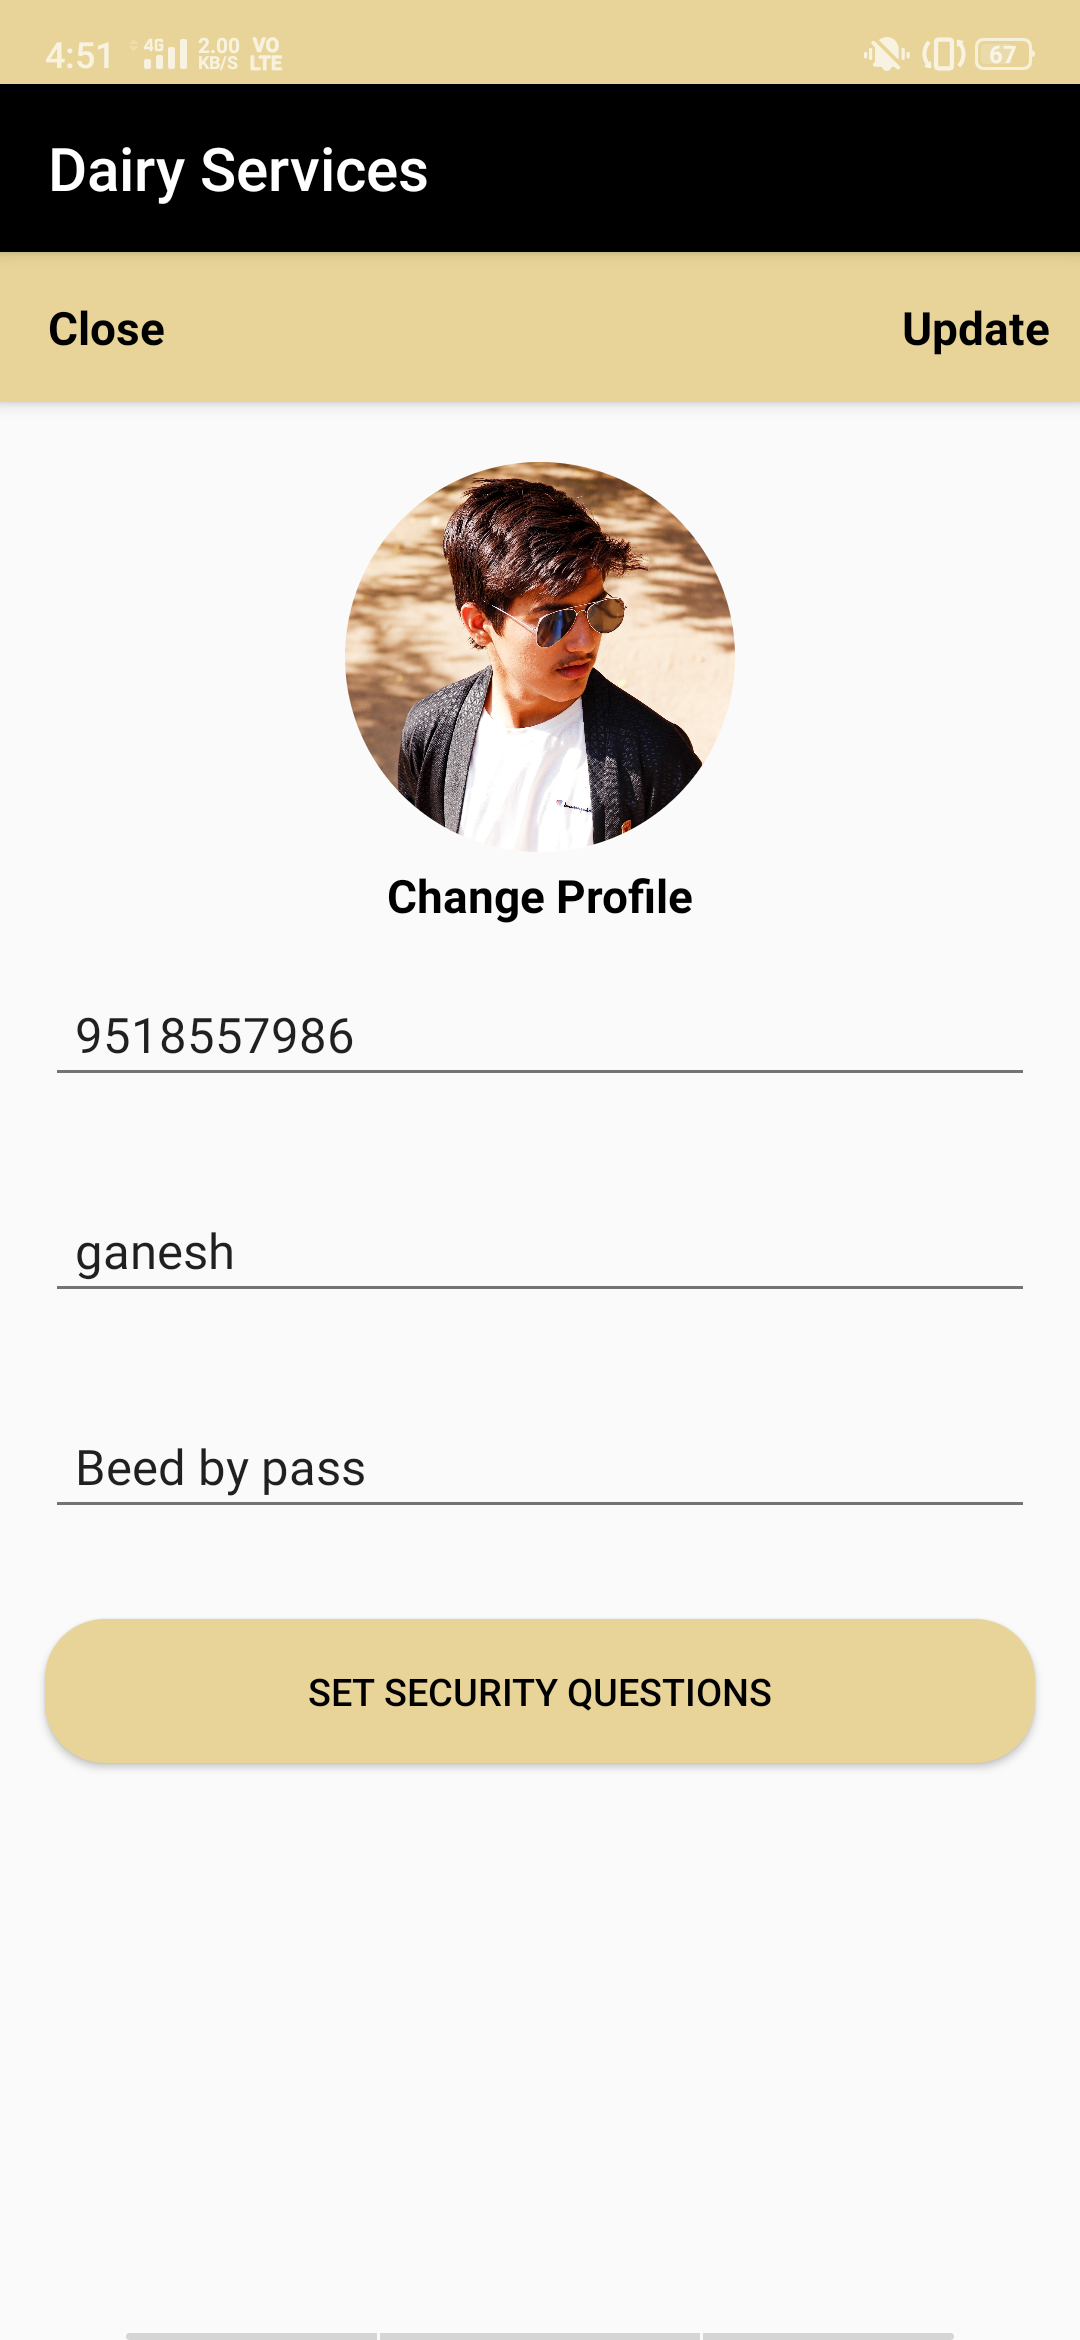 4:51 4G 2.00 KB/S VO LTE 67
Dairy Services
Close Update
Change Profile
9518557986
ganesh
Beed by pass
SET SECURITY QUESTIONS